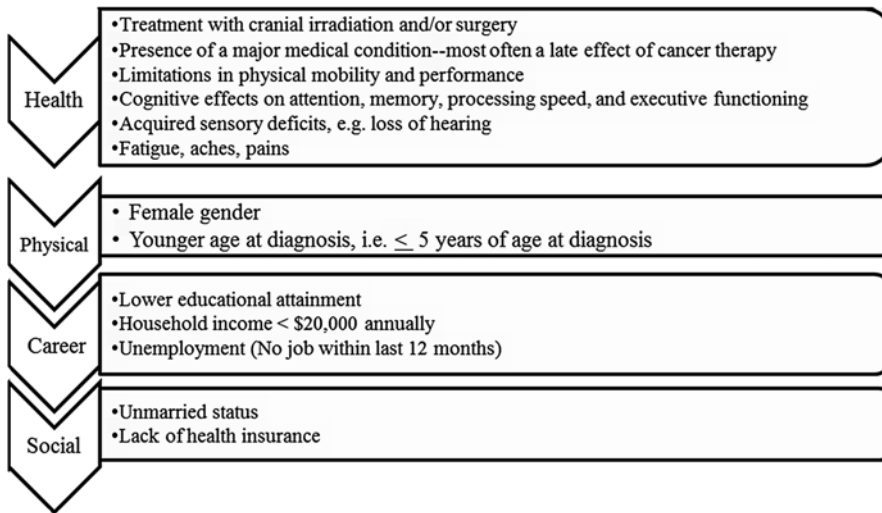 Health
•Treatment with cranial irradiation and/or surgery
•Presence of a major medical condition--most often a late effect of cancer therapy
•Limitations in physical mobility and performance
•Cognitive effects on attention, memory, processing speed, and executive functioning
•Acquired sensory deficits, e.g. loss of hearing
•Fatigue, aches, pains
Physical
• Female gender
• Younger age at diagnosis, i.e. ≤ 5 years of age at diagnosis
Career
•Lower educational attainment
•Household income < $20,000 annually
•Unemployment (No job within last 12 months)
Social
•Unmarried status
•Lack of health insurance